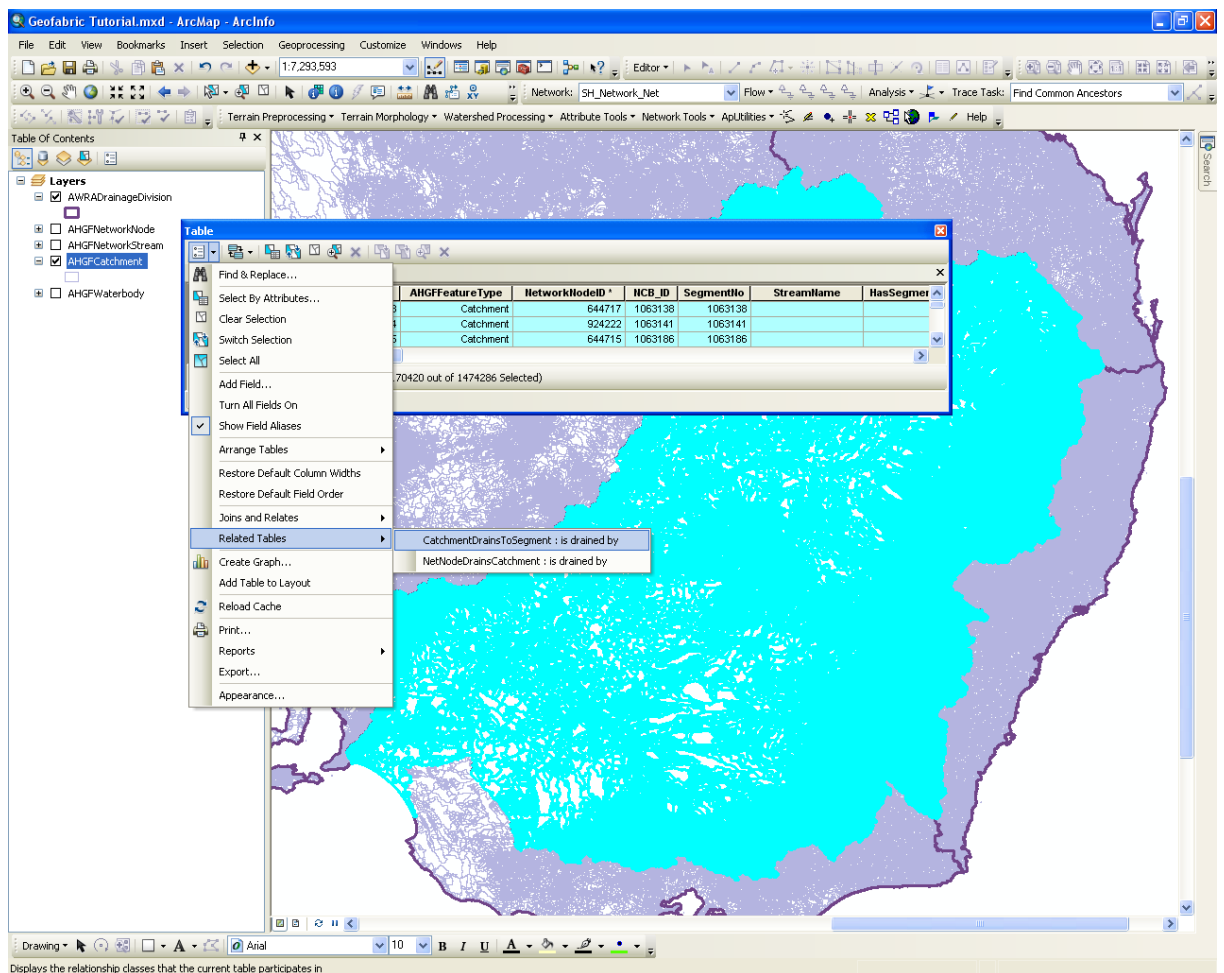 Geofabric Tutorial.mxd - ArcMap - ArcInfo
File Edit View Bookmarks Insert Selection Geoprocessing Customize Windows Help
1:7,293,593 Editor
Network: SH_Network_Net Flow Analysis Trace Task: Find Common Ancestors
Terrain Preprocessing Terrain Morphology Watershed Processing Attribute Tools Network Tools ApUtilities Help
Table Of Contents
Search
Layers
AWRADrainageDivision
AHGFNetworkNode
AHGFNetworkStream
AHGFCatchment
AHGFWaterbody
Table
AHGFFeatureType NetworkNodeID * NCB_ID SegmentNo StreamName HasSegmer
3 Catchment 644717 1063138 1063138
4 Catchment 924222 1063141 1063141
5 Catchment 644715 1063186 1063186
70420 out of 1474286 Selected)
Find & Replace...
Select By Attributes...
Clear Selection
Switch Selection
Select All
Add Field...
Turn All Fields On
Show Field Aliases
Arrange Tables
Restore Default Column Widths
Restore Default Field Order
Joins and Relates
Related Tables
CatchmentDrainsToSegment : is drained by
NetNodeDrainsCatchment : is drained by
Create Graph...
Add Table to Layout
Reload Cache
Print...
Reports
Export...
Appearance...
Drawing A Arial 10 B I U A
Displays the relationship classes that the current table participates in